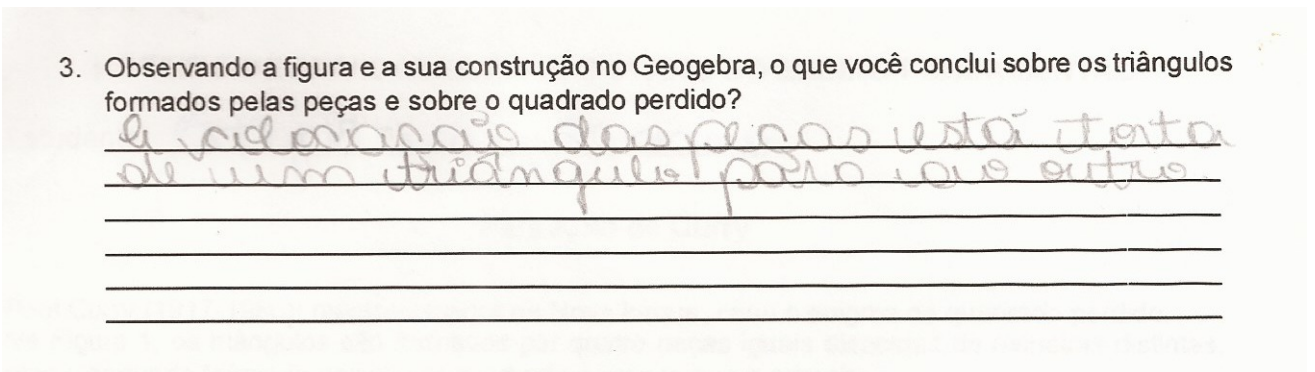 3. Observando a figura e a sua construção no Geogebra, o que você conclui sobre os triângulos
formados pelas peças e sobre o quadrado perdido?
A colocação das peças está torta
de um triângulo para o outro.